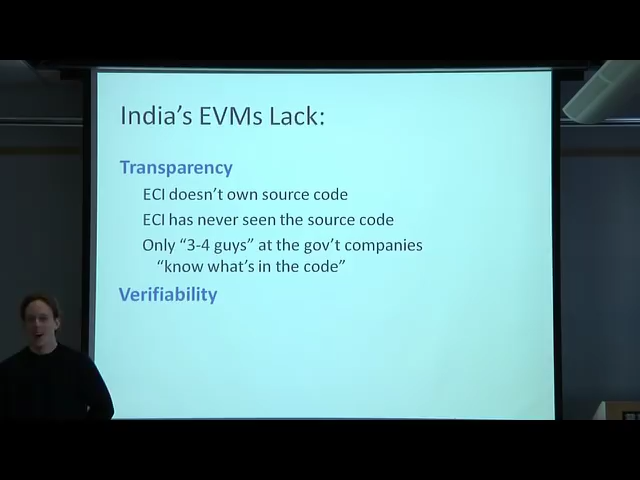 India's EVMs Lack:
Transparency
ECI doesn't own source code
ECI has never seen the source code
Only "3-4 guys" at the gov't companies
"know what's in the code"
Verifiability